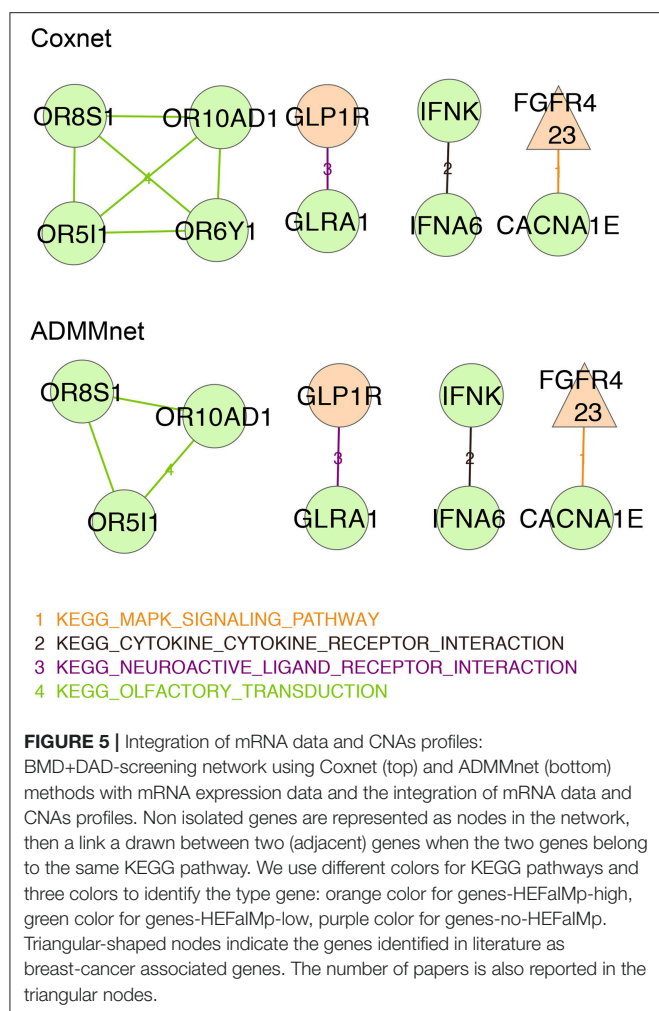 Coxnet
OR8S1 OR10AD1 GLP1R IFNK FGFR4
23
4 3 2 1
OR5I1 OR6Y1 GLRA1 IFNA6 CACNA1E
ADMMnet
OR8S1 OR10AD1 GLP1R IFNK FGFR4
23
4 3 2 1
OR5I1 GLRA1 IFNA6 CACNA1E
1 KEGG_MAPK_SIGNALING_PATHWAY
2 KEGG_CYTOKINE_CYTOKINE_RECEPTOR_INTERACTION
3 KEGG_NEUROACTIVE_LIGAND_RECEPTOR_INTERACTION
4 KEGG_OLFACTORY_TRANSDUCTION
FIGURE 5 | Integration of mRNA data and CNAs profiles:
BMD+DAD-screening network using Coxnet (top) and ADMMnet (bottom)
methods with mRNA expression data and the integration of mRNA data and
CNAs profiles. Non isolated genes are represented as nodes in the network,
then a link a drawn between two (adjacent) genes when the two genes belong
to the same KEGG pathway. We use different colors for KEGG pathways and
three colors to identify the type gene: orange color for genes-HEFalMp-high,
green color for genes-HEFalMp-low, purple color for genes-no-HEFalMp.
Triangular-shaped nodes indicate the genes identified in literature as
breast-cancer associated genes. The number of papers is also reported in the
triangular nodes.